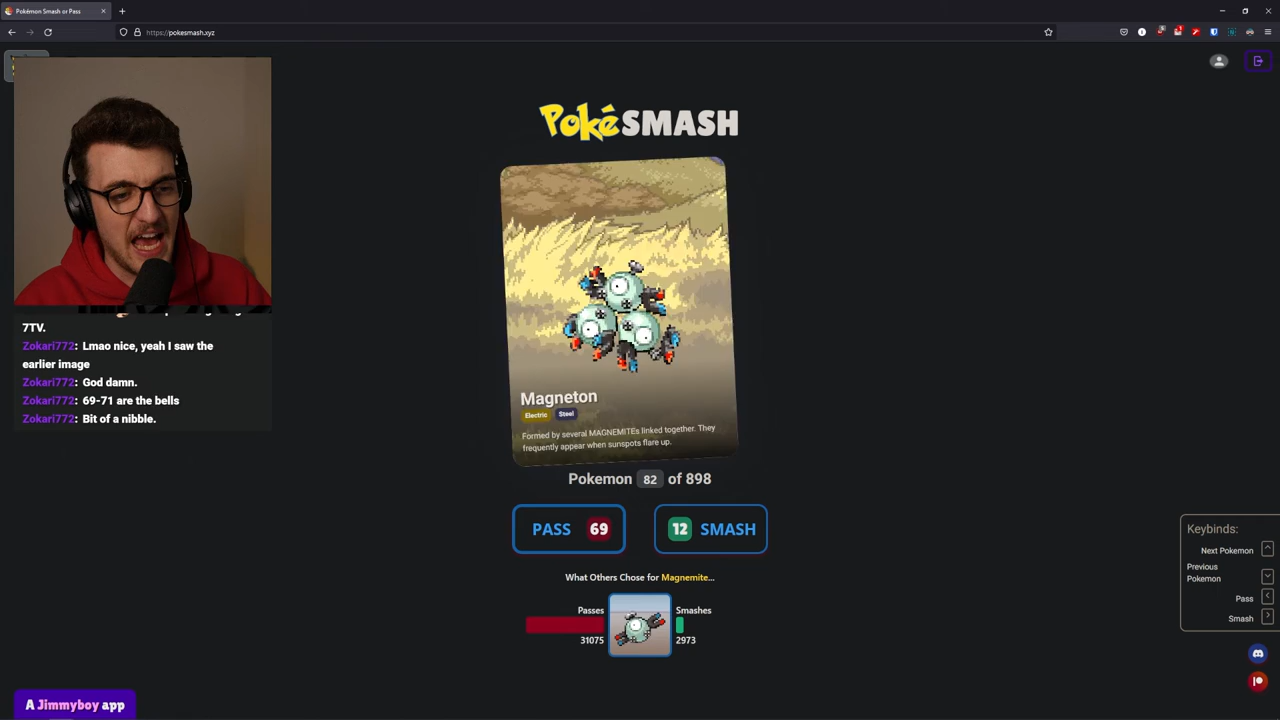 Pokémon Smash or Pass
https://pokesmash.xyz
PokéSMASH
7TV.
Zokari772: Lmao nice, yeah I saw the
earlier image
Zokari772: God damn.
Zokari772: 69-71 are the bells
Zokari772: Bit of a nibble.
Magneton
Electric Steel
Formed by several MAGNEMITEs linked together. They
frequently appear when sunspots flare up.
Pokemon 82 of 898
PASS 69
12 SMASH
What Others Chose for Magnemite...
Passes
31075
Smashes
2973
Keybinds:
Next Pokemon
Previous
Pokemon
Pass
Smash
A Jimmyboy app